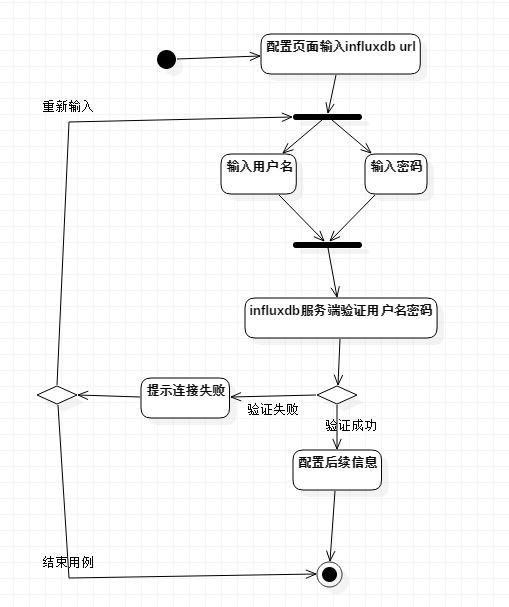 配置页面输入influxdb url
重新输入
输入用户名
输入密码
influxdb服务端验证用户名密码
提示连接失败
验证失败
验证成功
配置后续信息
结束用例